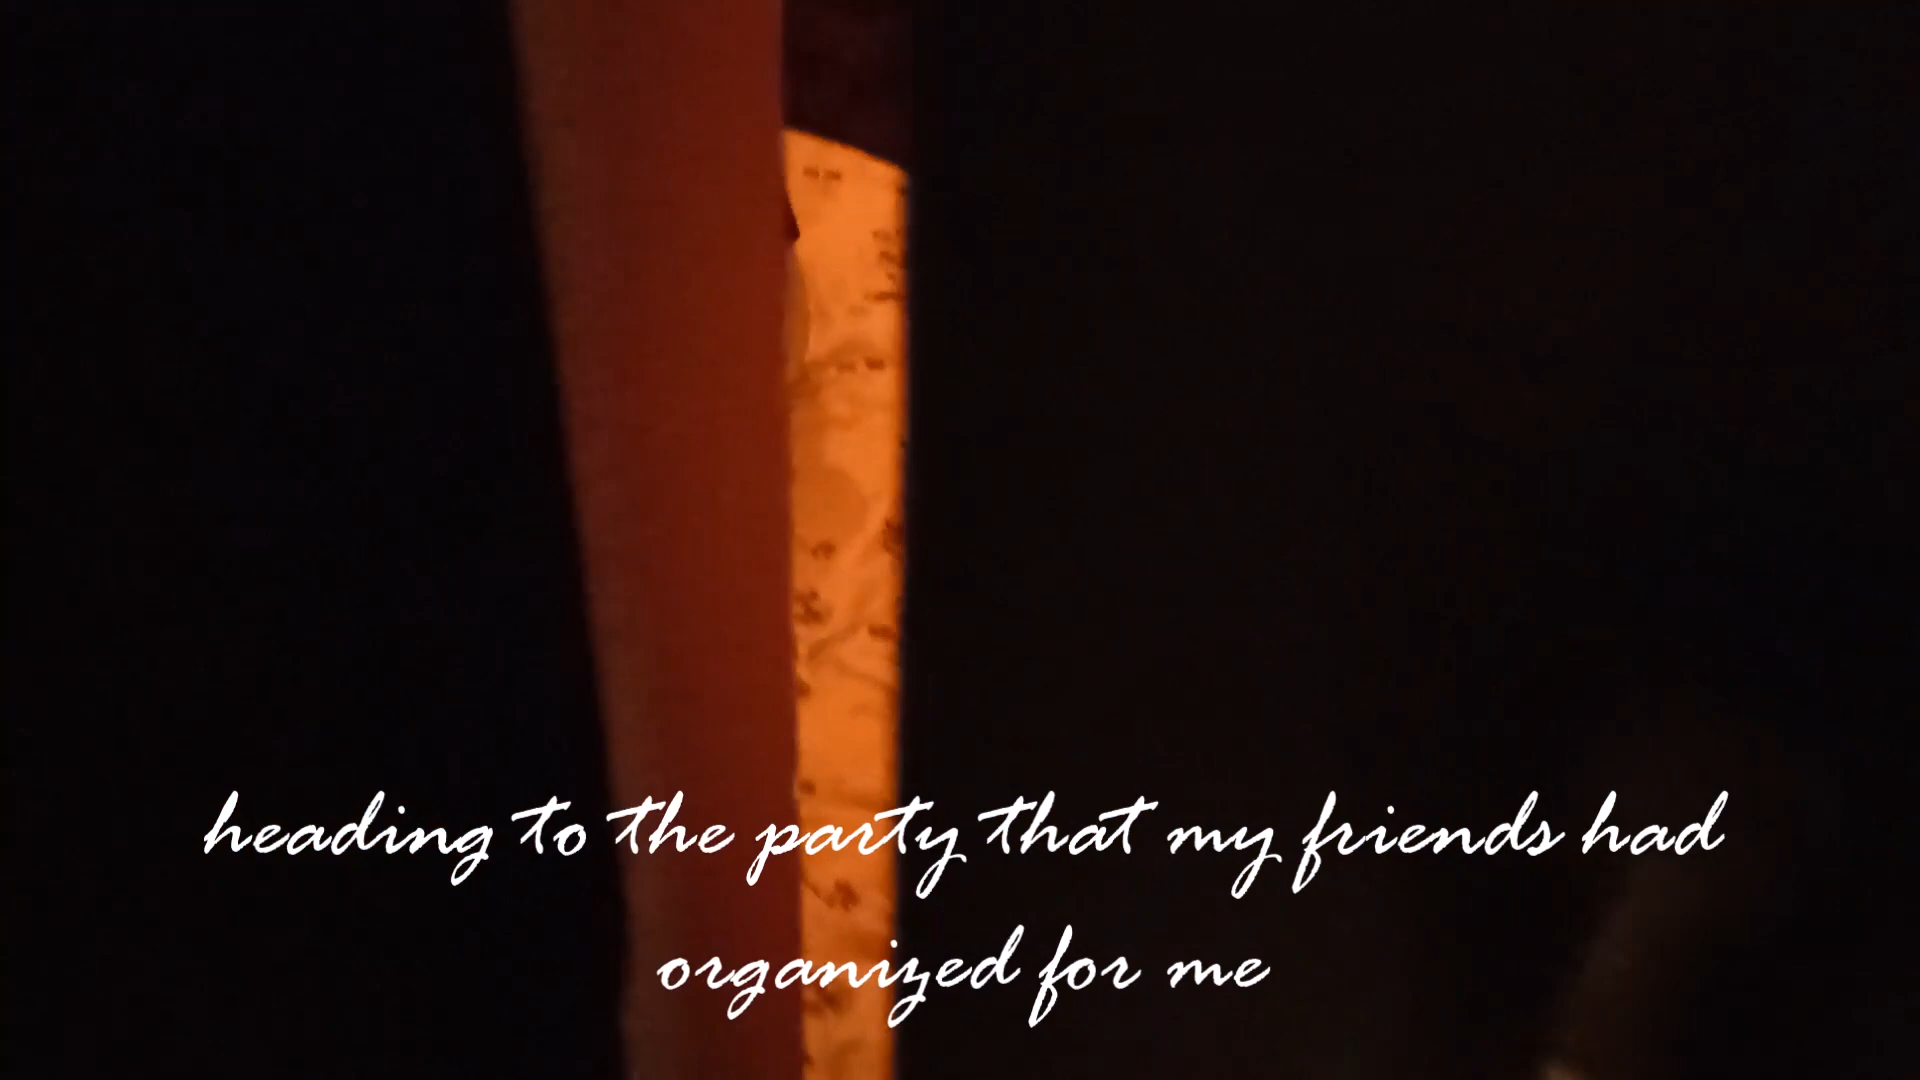 heading to the party that my friends had
organized for me